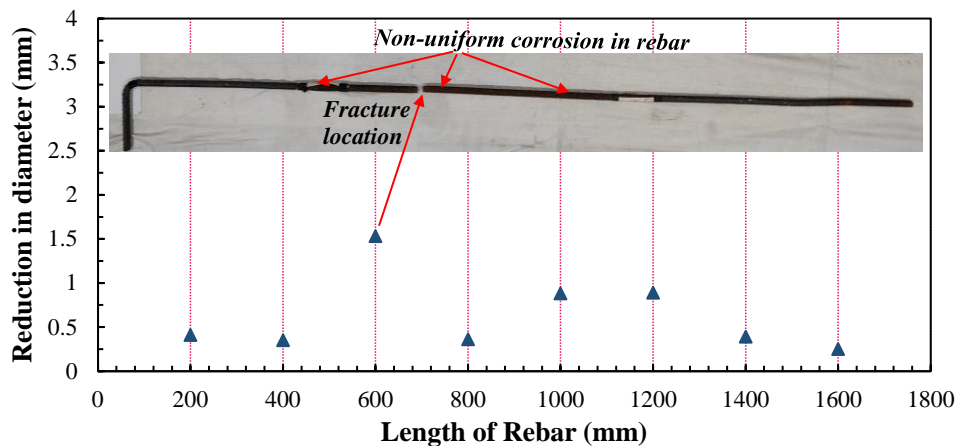 4
3.5
3
2.5
2
1.5
1
0.5
0
Reduction in diameter (mm)
Non-uniform corrosion in rebar
Fracture
location
0 200 400 600 800 1000 1200 1400 1600 1800
Length of Rebar (mm)